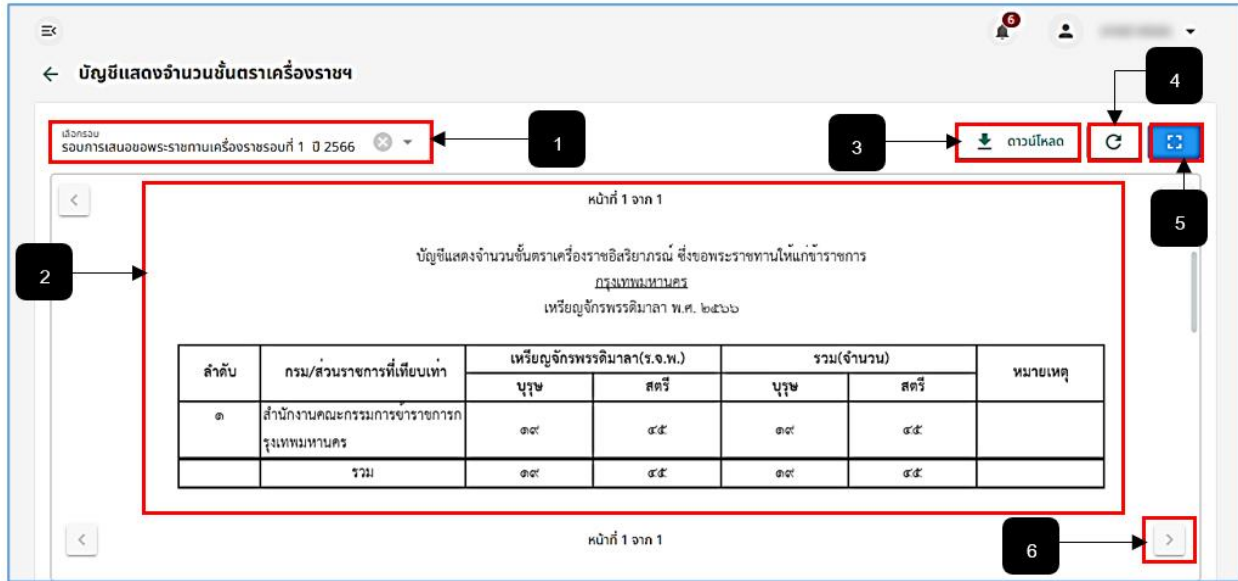 6
บัญชีแสดงจำนวนชั้นตราเครื่องราชฯ
4
เลือกรอบ
รอบการเสนอขอพระราชทานเครื่องราชรอบที่ 1 ปี 2566
1
3
ดาวน์โหลด
5
หน้าที่ 1 จาก 1
2
บัญชีแสดงจำนวนชั้นตราเครื่องราชอิสริยาภรณ์ ซึ่งขอพระราชทานให้แก่ข้าราชการ
กรุงเทพมหานคร
เหรียญจักรพรรดิมาลา พ.ศ. ๒๕๖๖
ลำดับ กรม/ส่วนราชการที่เทียบเท่า เหรียญจักรพรรดิมาลา(ร.จ.พ.) รวม(จำนวน) หมายเหตุ
บุรุษ สตรี บุรุษ สตรี
๑ สำนักงานคณะกรรมการข้าราชการก
รุงเทพมหานคร ๑๙ ๔๕ ๑๙ ๔๕
รวม ๑๙ ๔๕ ๑๙ ๔๕
หน้าที่ 1 จาก 1
6